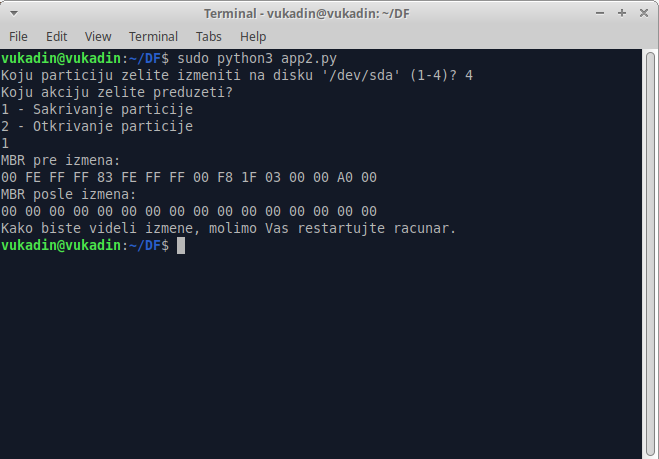 Terminal - vukadin@vukadin: ~/DF
File Edit View Terminal Tabs Help
vukadin@vukadin:~/DF$ sudo python3 app2.py
Koju particiju zelite izmeniti na disku '/dev/sda' (1-4)? 4
Koju akciju zelite preduzeti?
1 - Sakrivanje particije
2 - Otkrivanje particije
1
MBR pre izmena:
00 FE FF FF 83 FE FF FF 00 F8 1F 03 00 00 A0 00
MBR posle izmena:
00 00 00 00 00 00 00 00 00 00 00 00 00 00 00 00
Kako biste videli izmene, molimo Vas restartujte racunar.
vukadin@vukadin:~/DF$